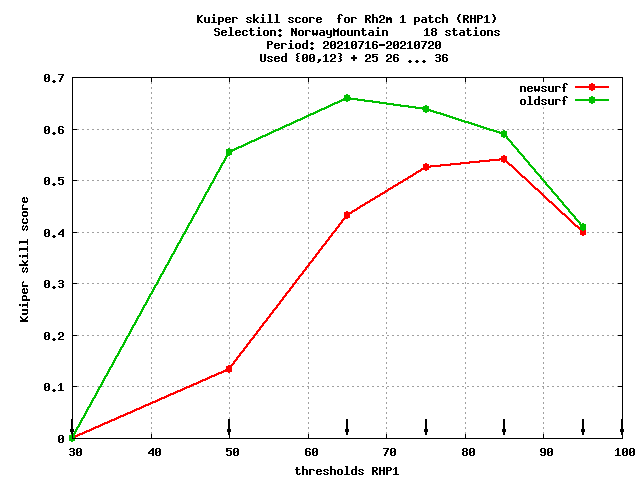 Kuiper skill score  for Rh2m 1 patch (RHP1)
Selection: NorwayMountain     18 stations
Period: 20210716-20210720
Used {00,12} + 25 26 ... 36
newsurf
oldsurf
0.7
0.6
0.5
0.4
0.3
0.2
0.1
0
Kuiper skill score
30 40 50 60 70 80 90 100
thresholds RHP1